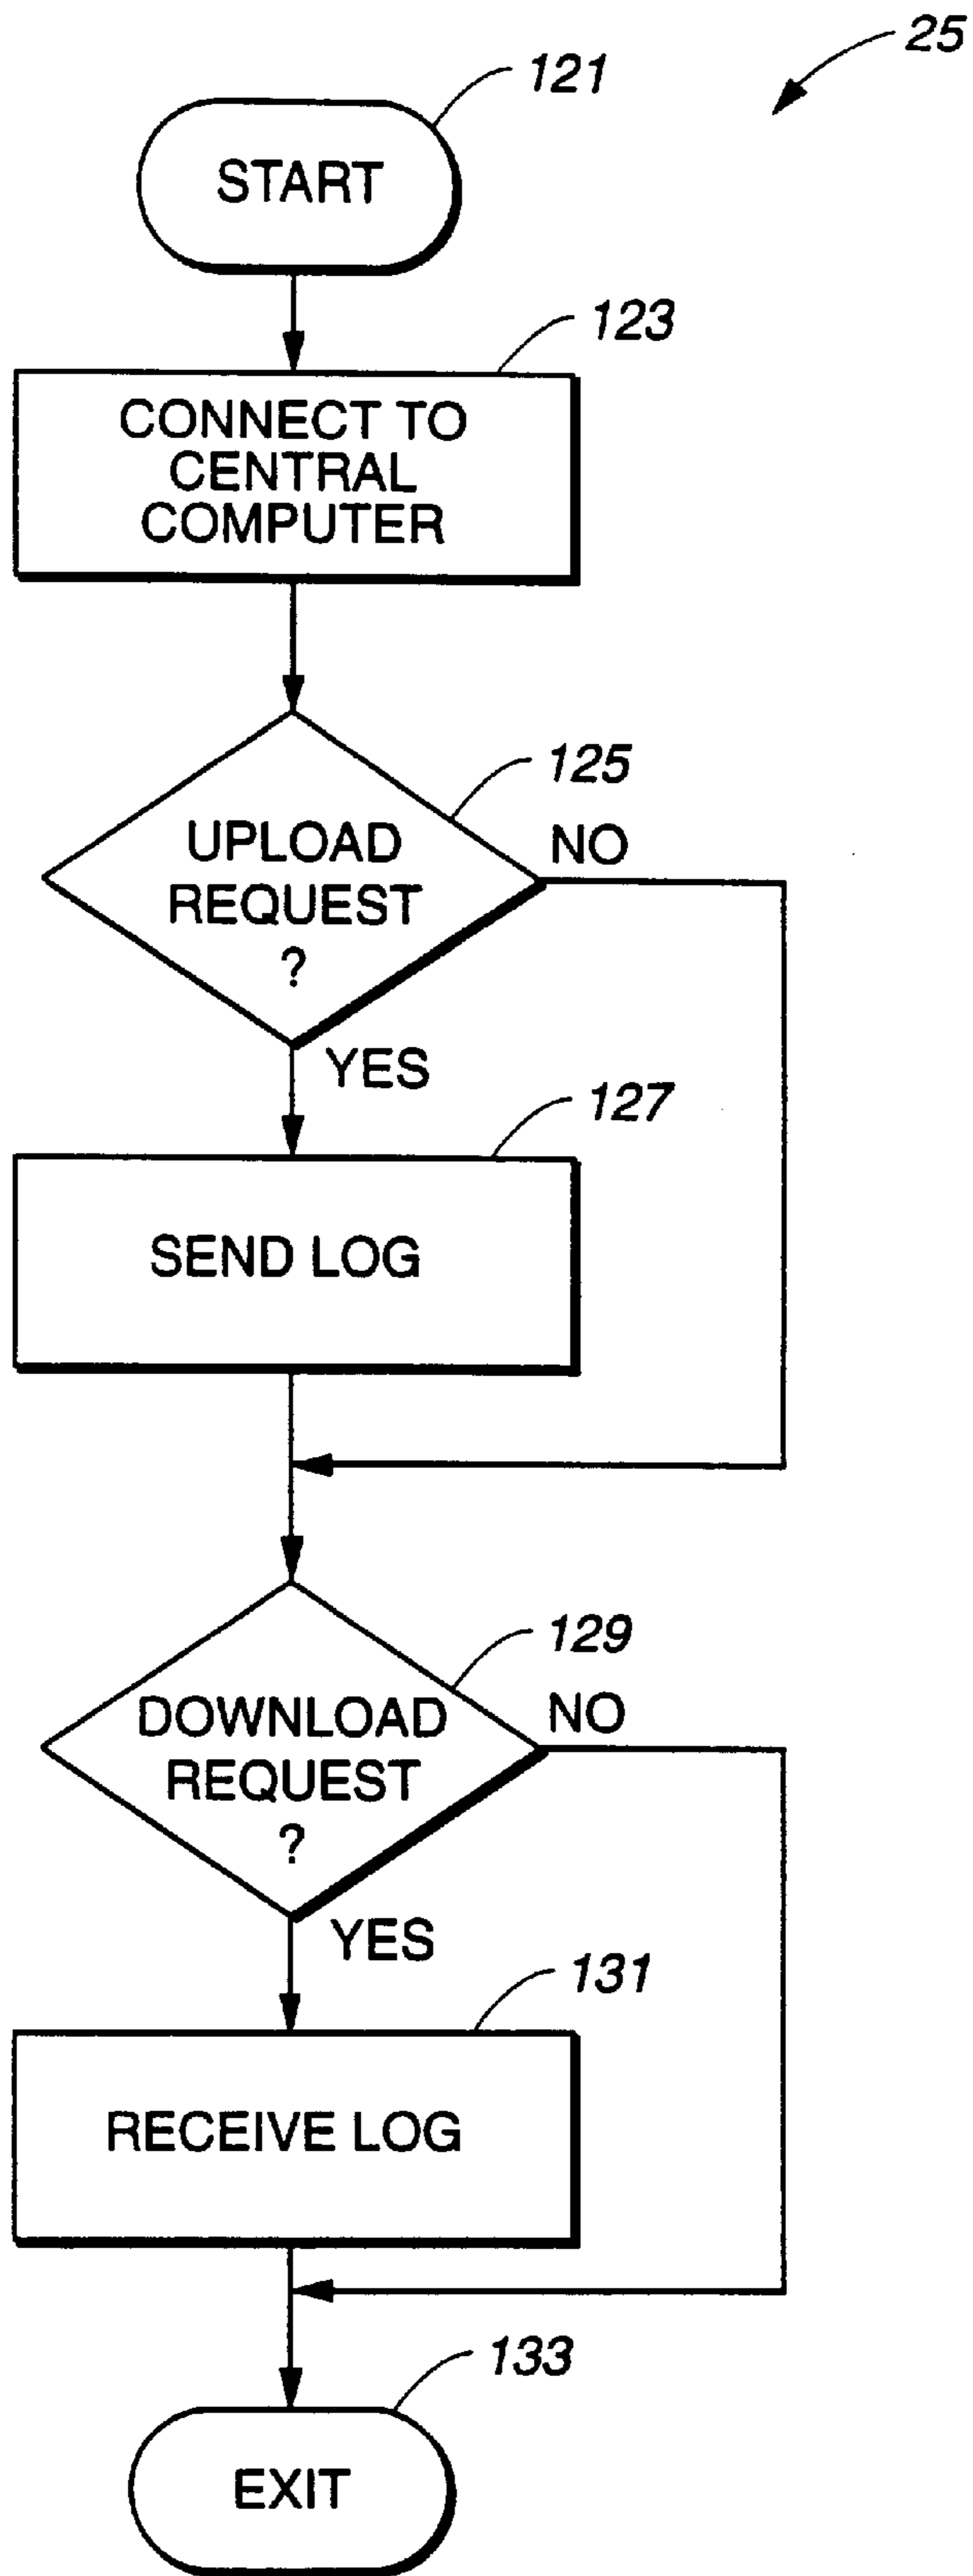 25
121
START
123
CONNECT TO
CENTRAL
COMPUTER
125
UPLOAD
REQUEST
?
NO
YES
127
SEND LOG
129
DOWNLOAD
REQUEST
?
NO
YES
131
RECEIVE LOG
133
EXIT